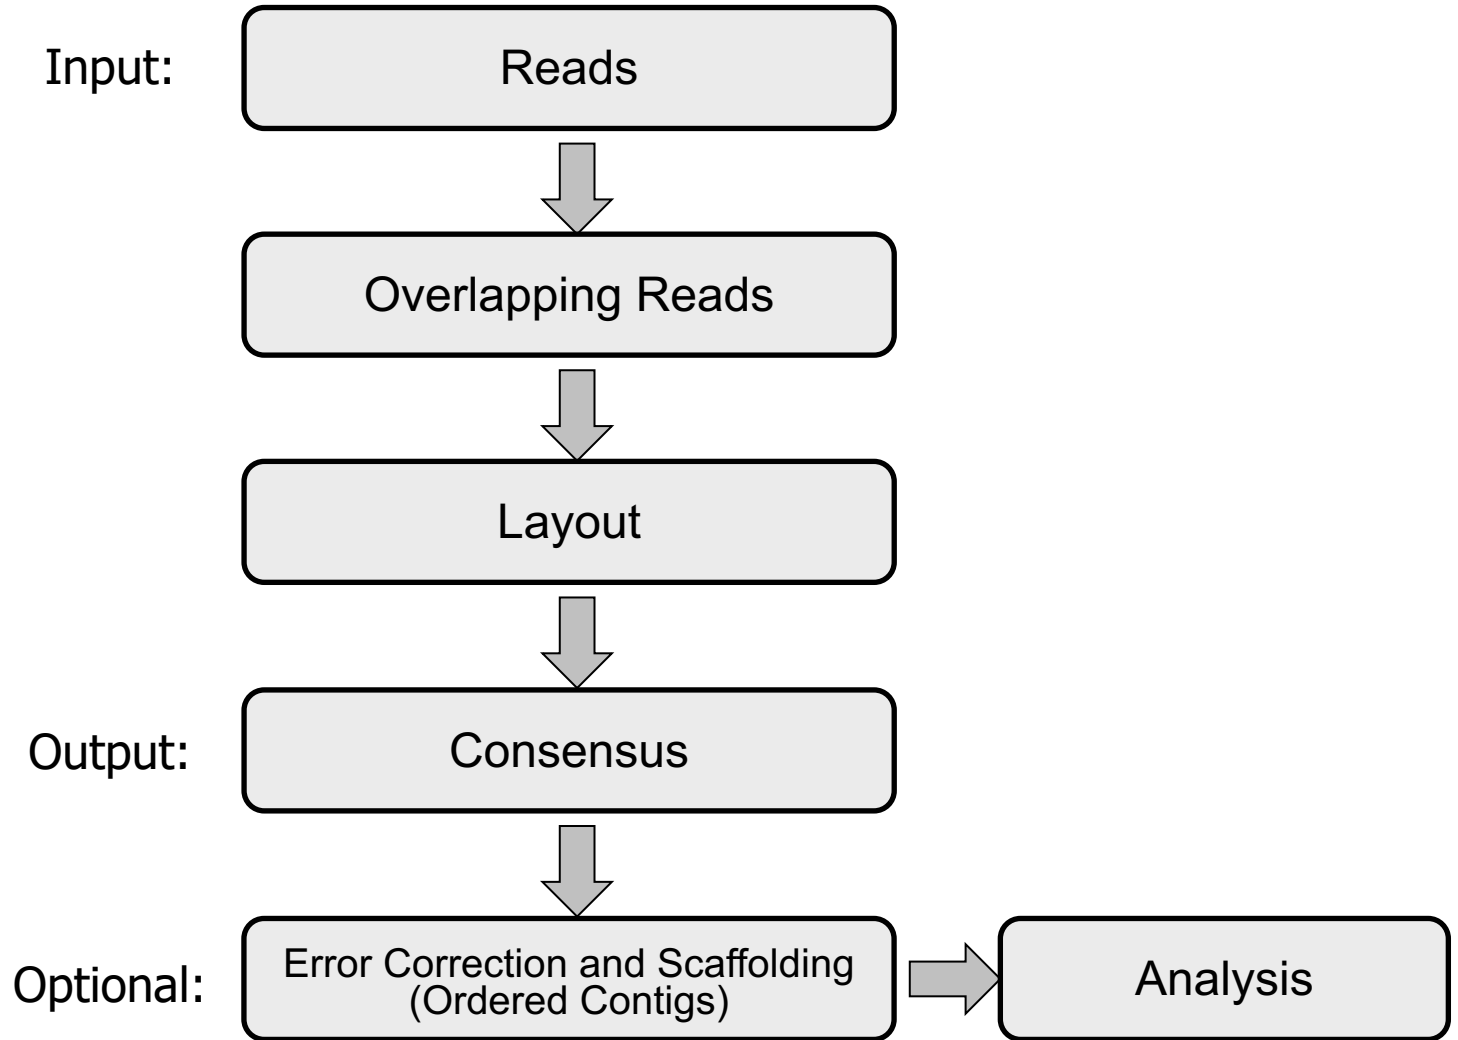 Input:
Reads
Overlapping Reads
Layout
Output:
Consensus
Optional:
Error Correction and Scaffolding
(Ordered Contigs)
Analysis